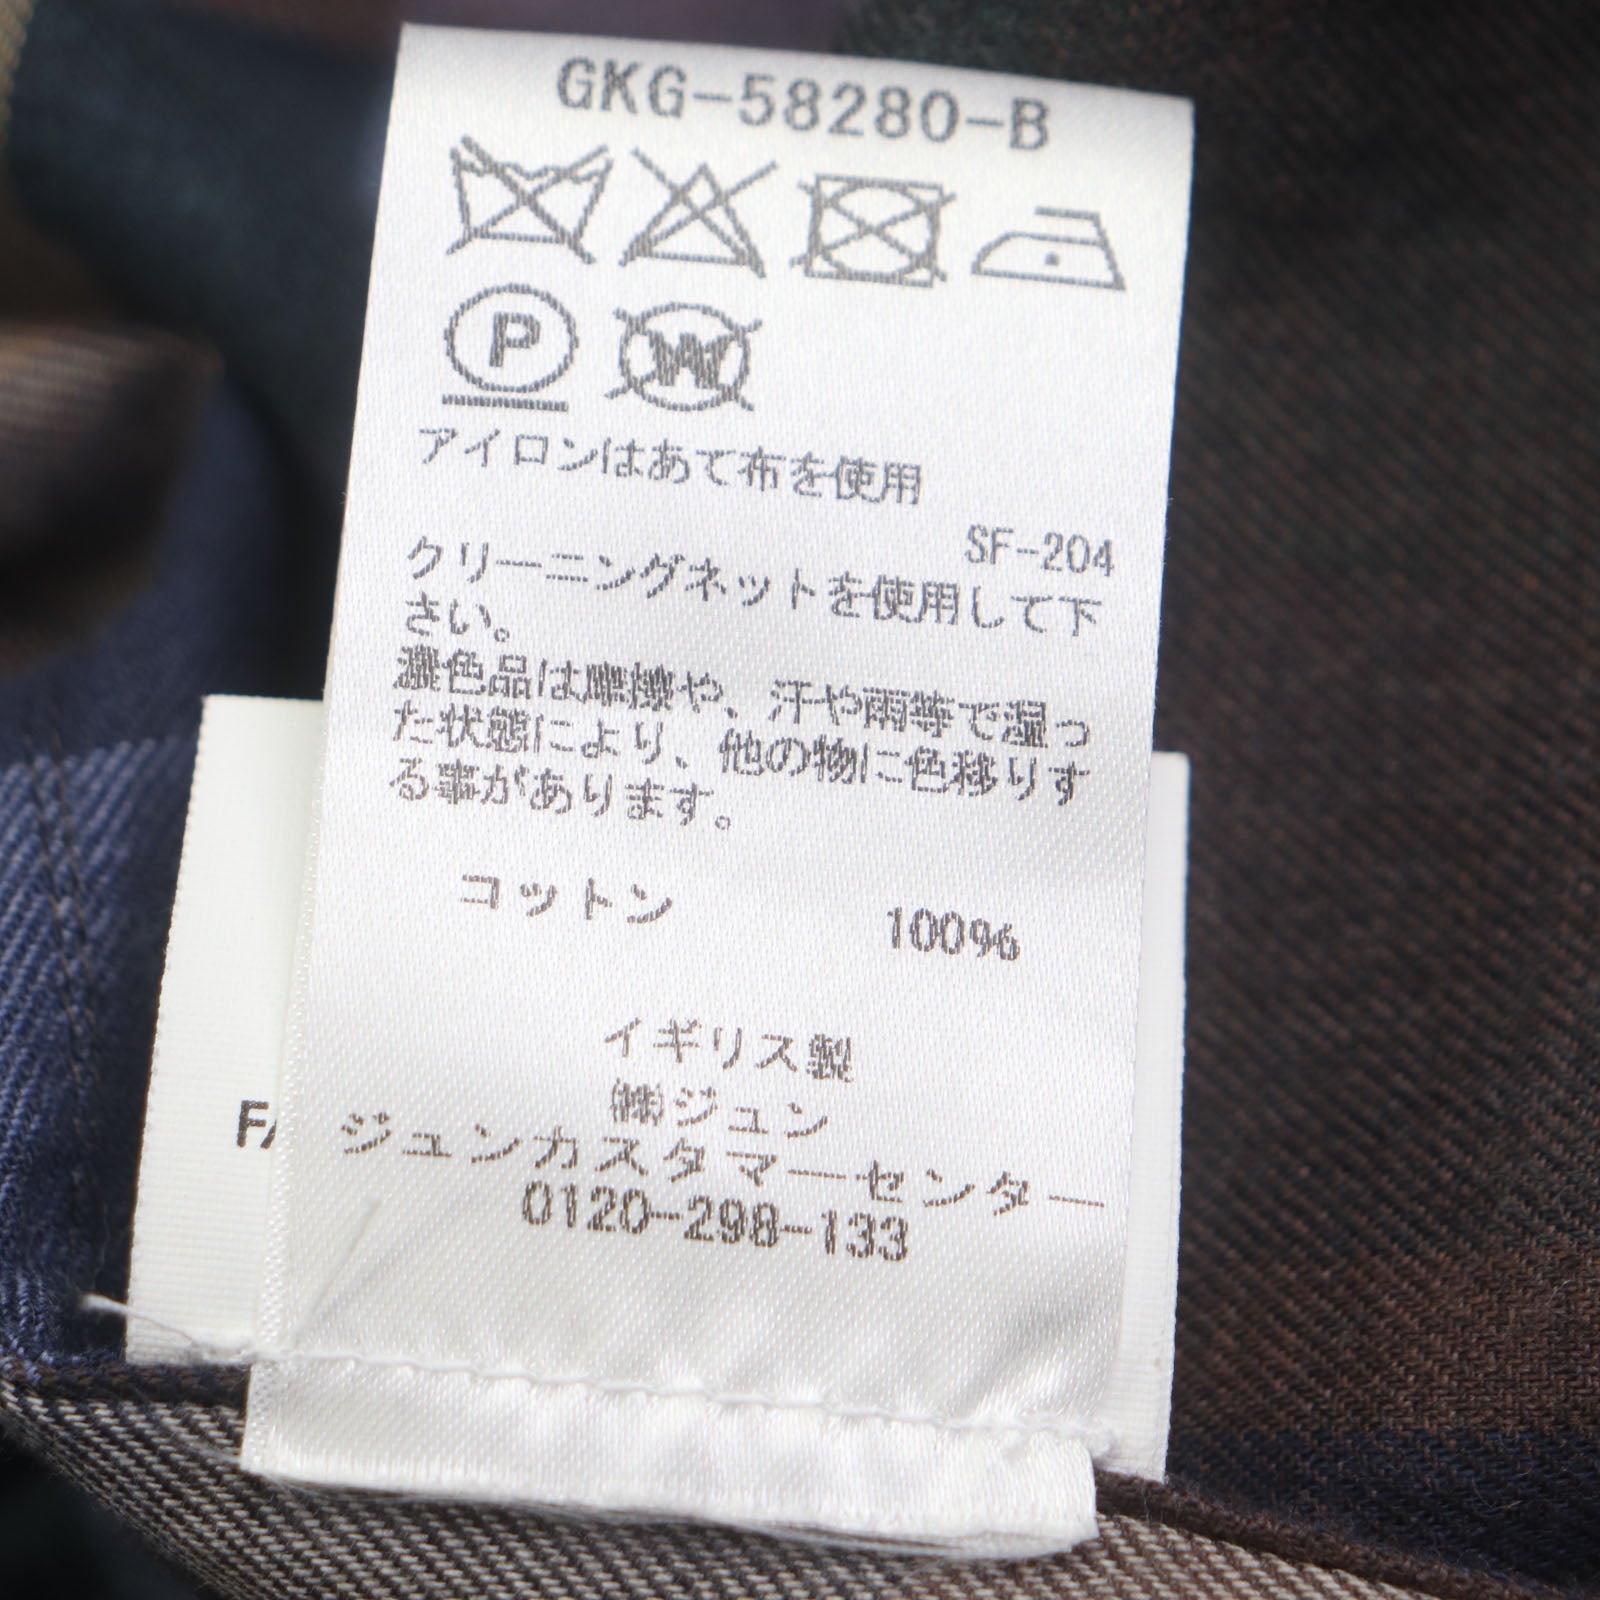 GKG-58280-B
P
W
アイロンはあて布を使用
SF-204
クリーニングネットを使用して下
さい。
濃色品は摩擦や、汗や雨等で湿っ
た状態により、他の物に色移りす
る事があります。
コットン 100%
イギリス製
㈱ジュン
ジュンカスタマーセンター
0120-298-133